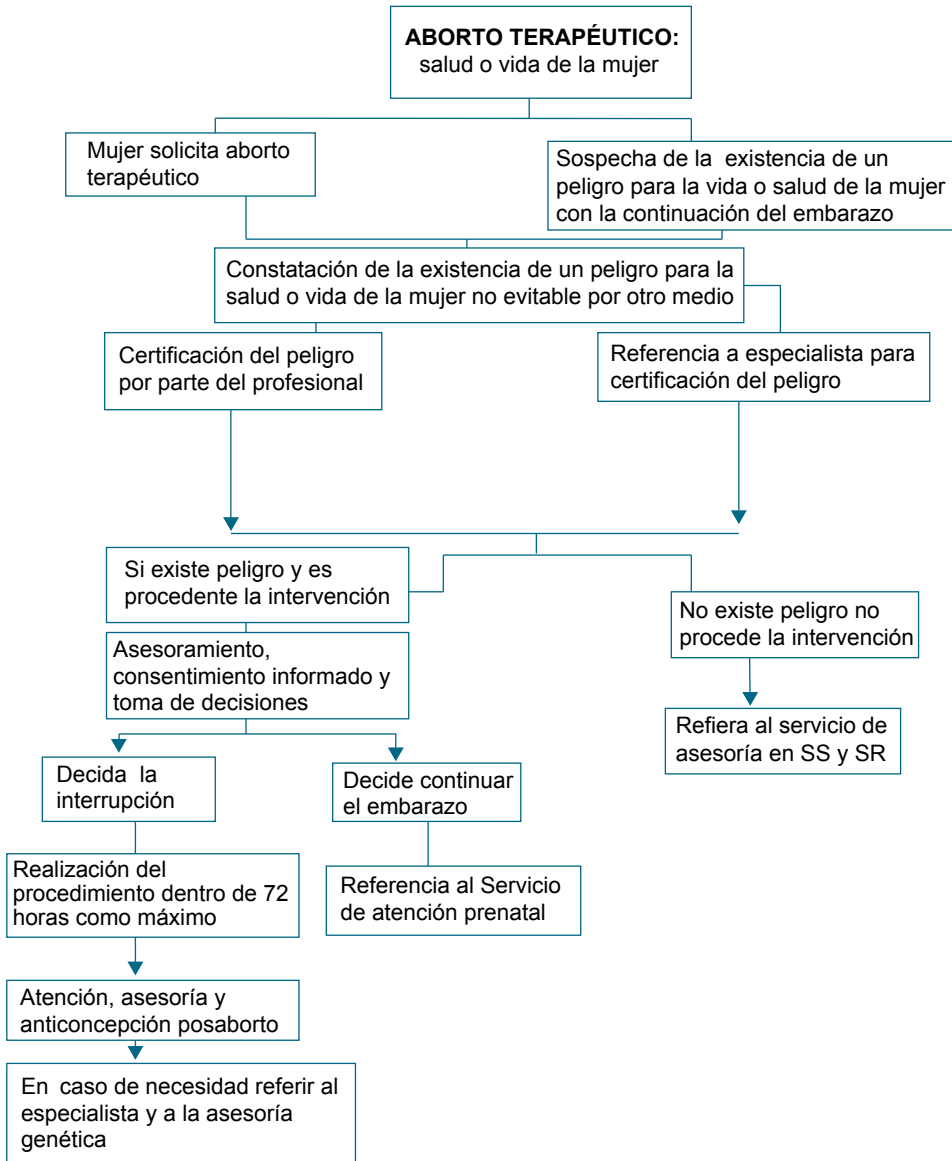 ABORTO TERAPÉUTICO:
salud o vida de la mujer
Mujer solicita aborto
terapéutico
Sospecha de la existencia de un
peligro para la vida o salud de la mujer
con la continuación del embarazo
Constatación de la existencia de un peligro para la
salud o vida de la mujer no evitable por otro medio
Certificación del peligro
por parte del profesional
Referencia a especialista para
certificación del peligro
Si existe peligro y es
procedente la intervención
No existe peligro no
procede la intervención
Asesoramiento,
consentimiento informado y
toma de decisiones
Refiera al servicio de
asesoría en SS y SR
Decida la
interrupción
Decide continuar
el embarazo
Realización del
procedimiento dentro de 72
horas como máximo
Referencia al Servicio
de atención prenatal
Atención, asesoría y
anticoncepción posaborto
En caso de necesidad referir al
especialista y a la asesoría
genética